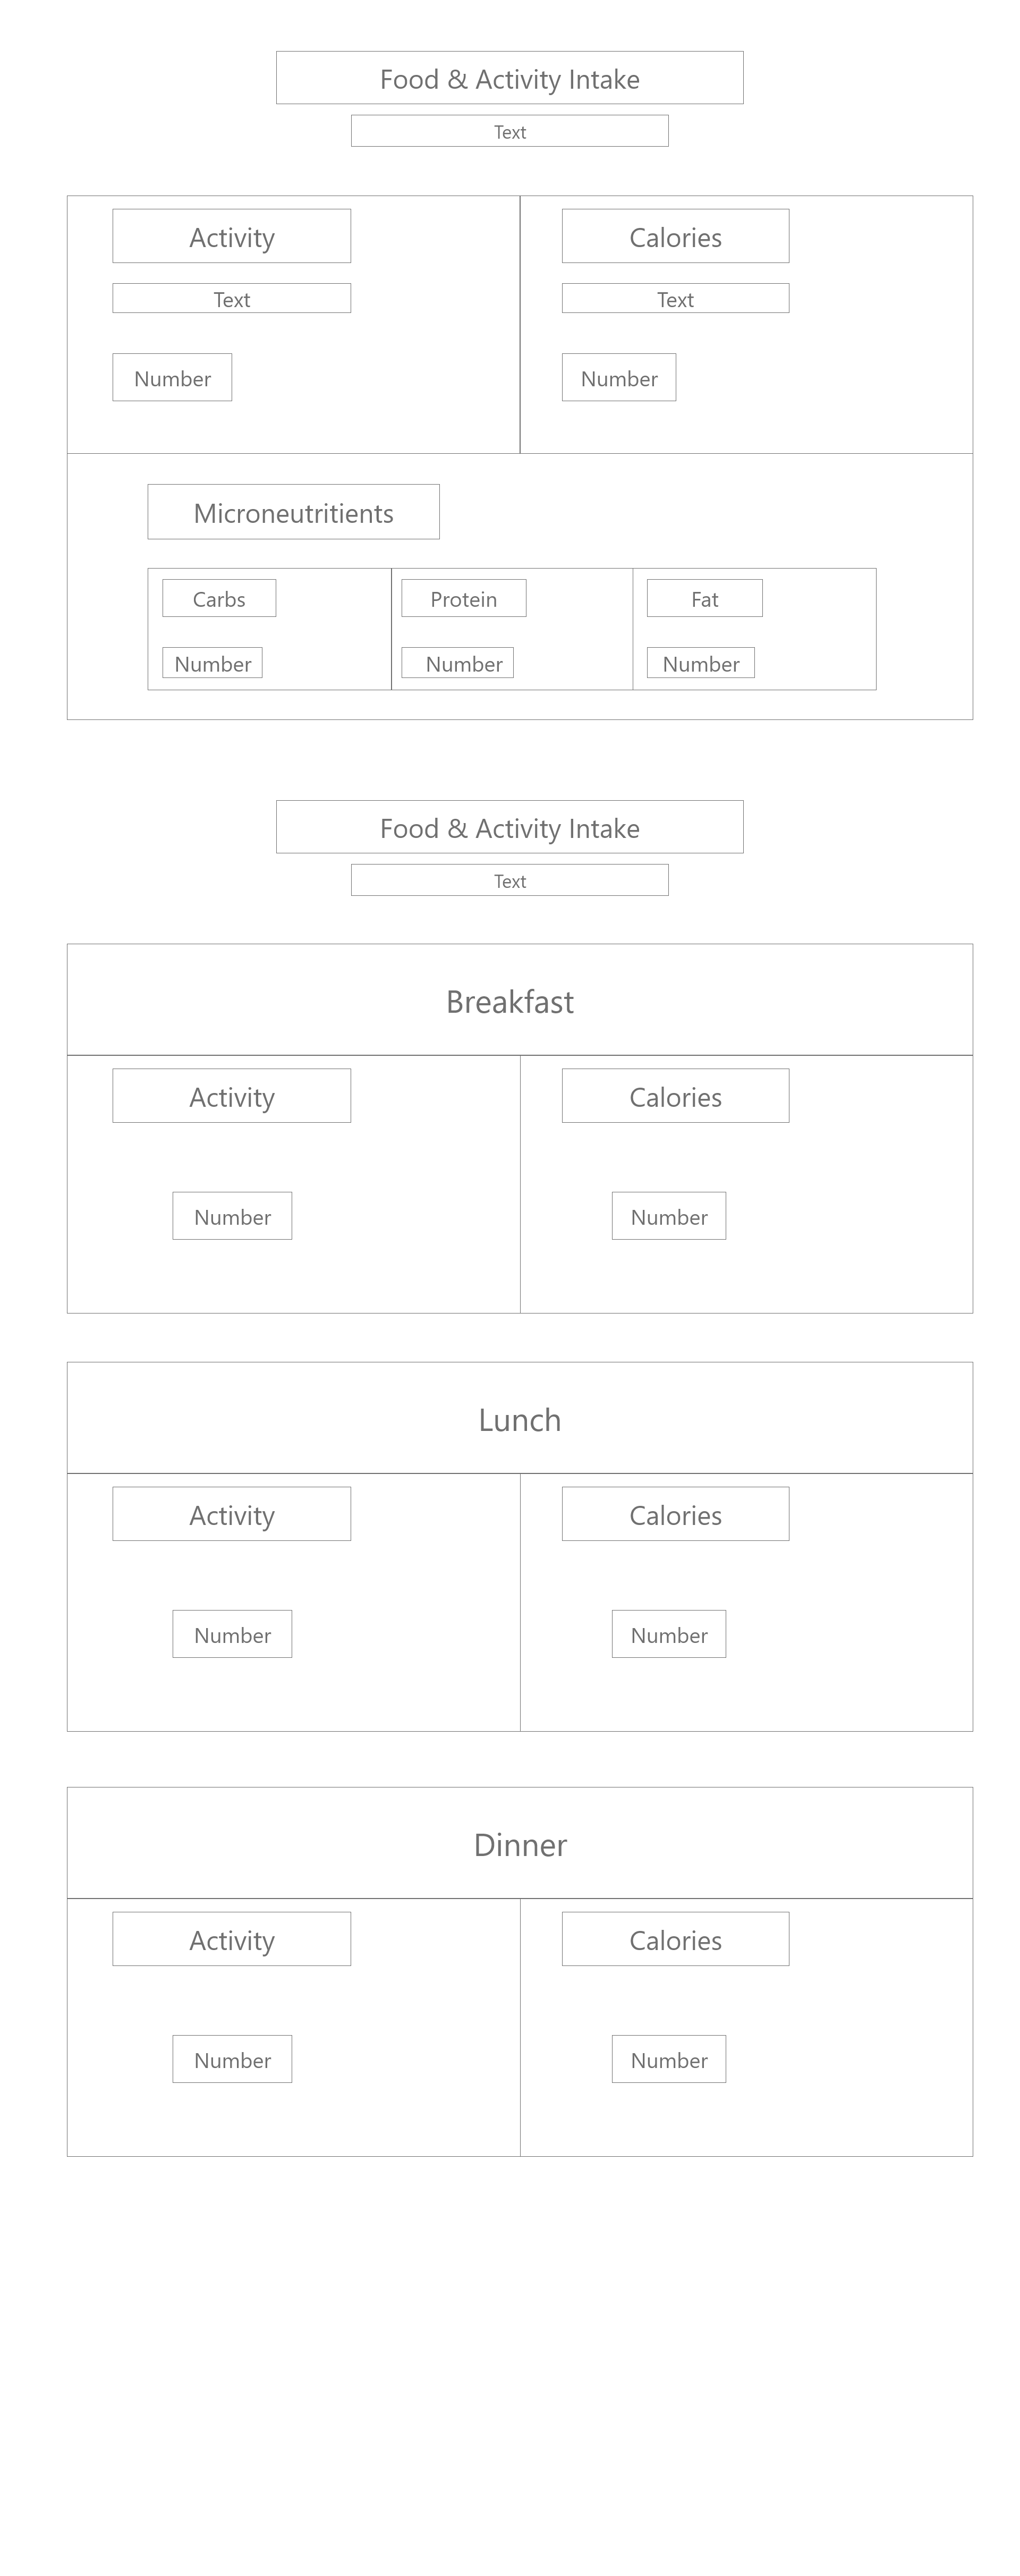 Food & Activity Intake
Text
Activity
Calories
Text
Text
Number
Number
Microneutritients
Carbs
Protein
Fat
Number
Number
Number
Food & Activity Intake
Text
Breakfast
Activity
Calories
Number
Number
Lunch
Activity
Calories
Number
Number
Dinner
Activity
Calories
Number
Number